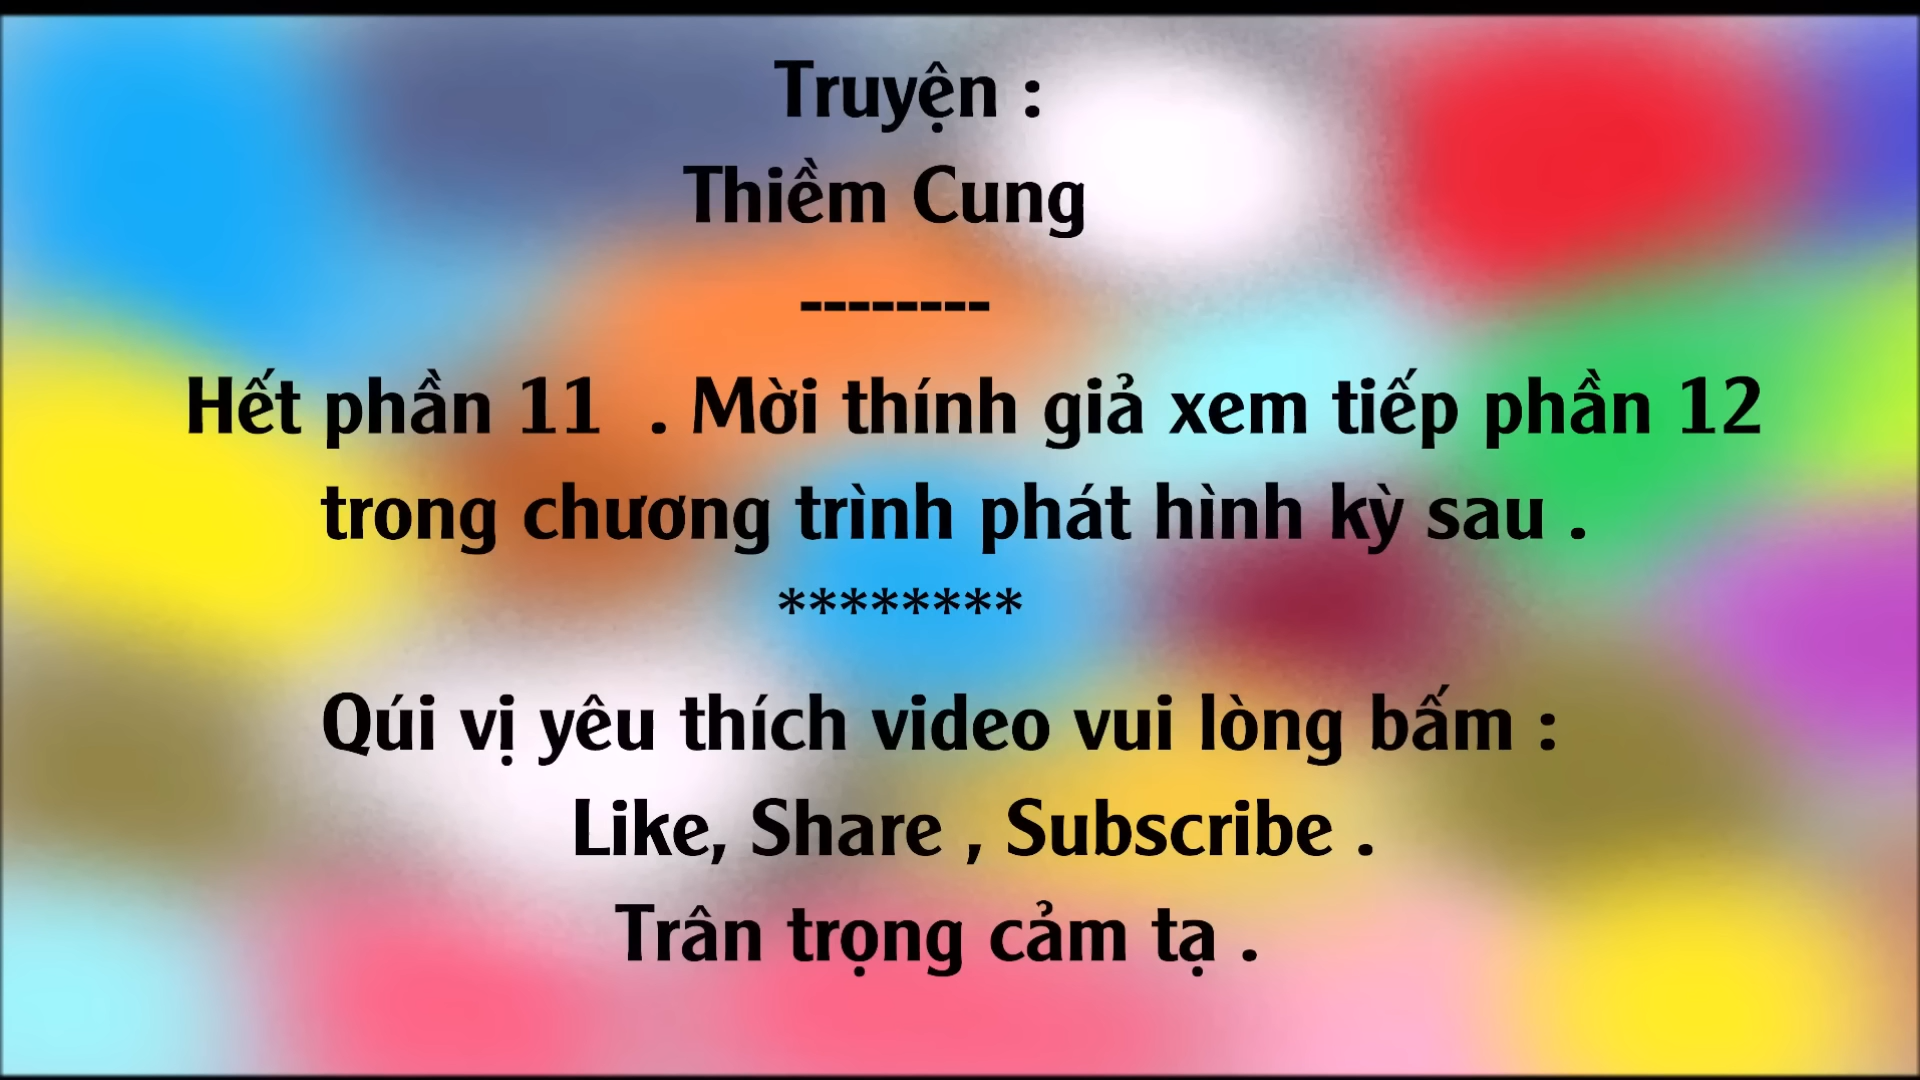 Truyện :
Thiềm Cung
--------
Hết phần 11  . Mời thính giả xem tiếp phần 12
trong chương trình phát hình kỳ sau .
********
Qúi vị yêu thích video vui lòng bấm :
Like, Share , Subscribe .
Trân trọng cảm tạ .